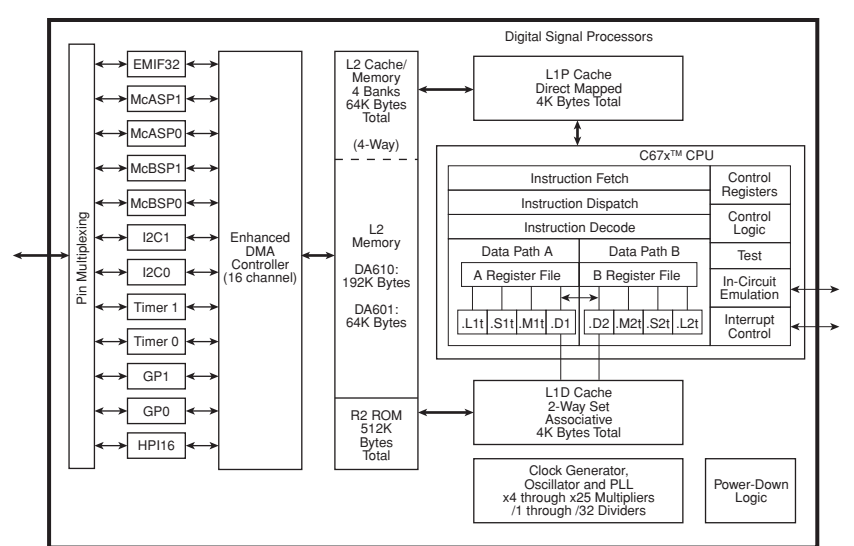 Digital Signal Processors
Pin Multiplexing
EMIF32
McASP1
McASP0
McBSP1
McBSP0
I2C1
I2C0
Timer 1
Timer 0
GP1
GP0
HPI16
Enhanced
DMA
Controller
(16 channel)
L2 Cache/
Memory
4 Banks
64K Bytes
Total
(4-Way)
L2
Memory
DA610:
192K Bytes
DA601:
64K Bytes
R2 ROM
512K
Bytes
Total
L1P Cache
Direct Mapped
4K Bytes Total
C67x™ CPU
Instruction Fetch
Instruction Dispatch
Instruction Decode
Data Path A
Data Path B
A Register File
B Register File
.L1t .S1t .M1t .D1
.D2 .M2t .S2t .L2t
Control
Registers
Control
Logic
Test
In-Circuit
Emulation
Interrupt
Control
L1D Cache
2-Way Set
Associative
4K Bytes Total
Clock Generator,
Oscillator and PLL
x4 through x25 Multipliers
/1 through /32 Dividers
Power-Down
Logic